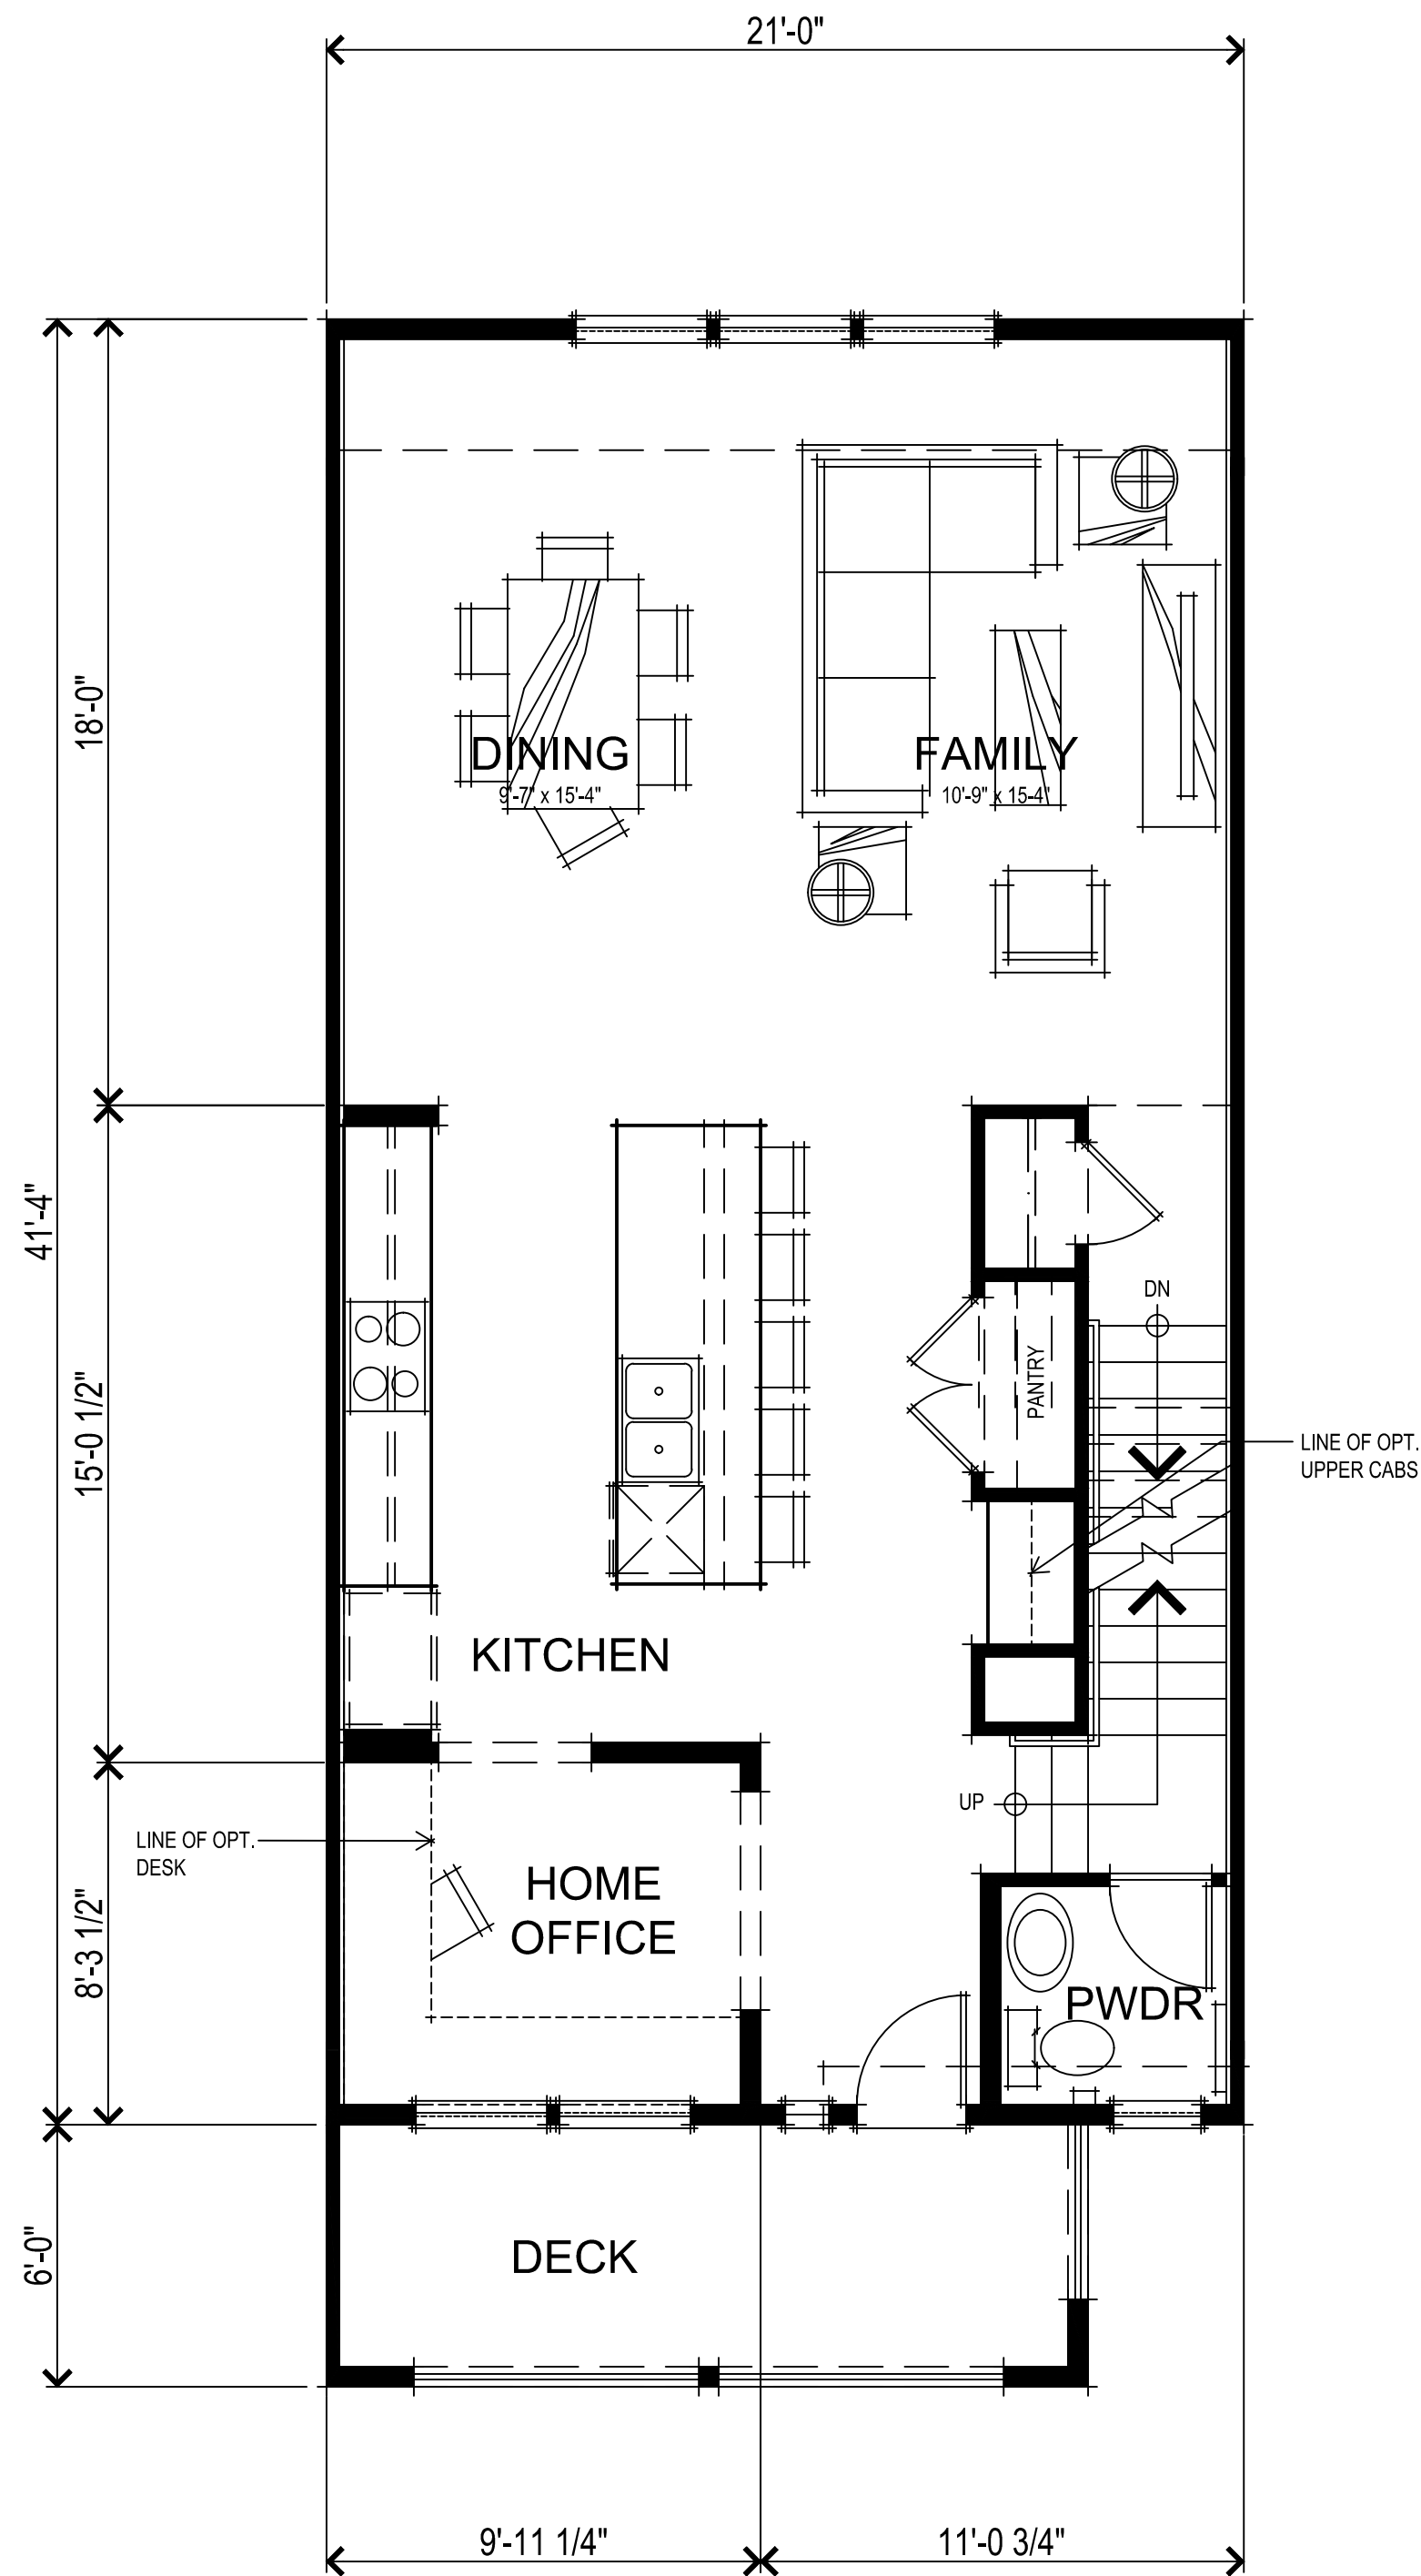 21'-0"
18'-0"
DINING
9'-7" x 15'-4"
FAMILY
10'-9" x 15-4"
41'-4"
15'-0 1/2"
DN
PANTRY
LINE OF OPT.
UPPER CABS
KITCHEN
UP
LINE OF OPT.
DESK
HOME
OFFICE
8'-3 1/2"
PWDR
6'-0"
DECK
9'-11 1/4"
11'-0 3/4"